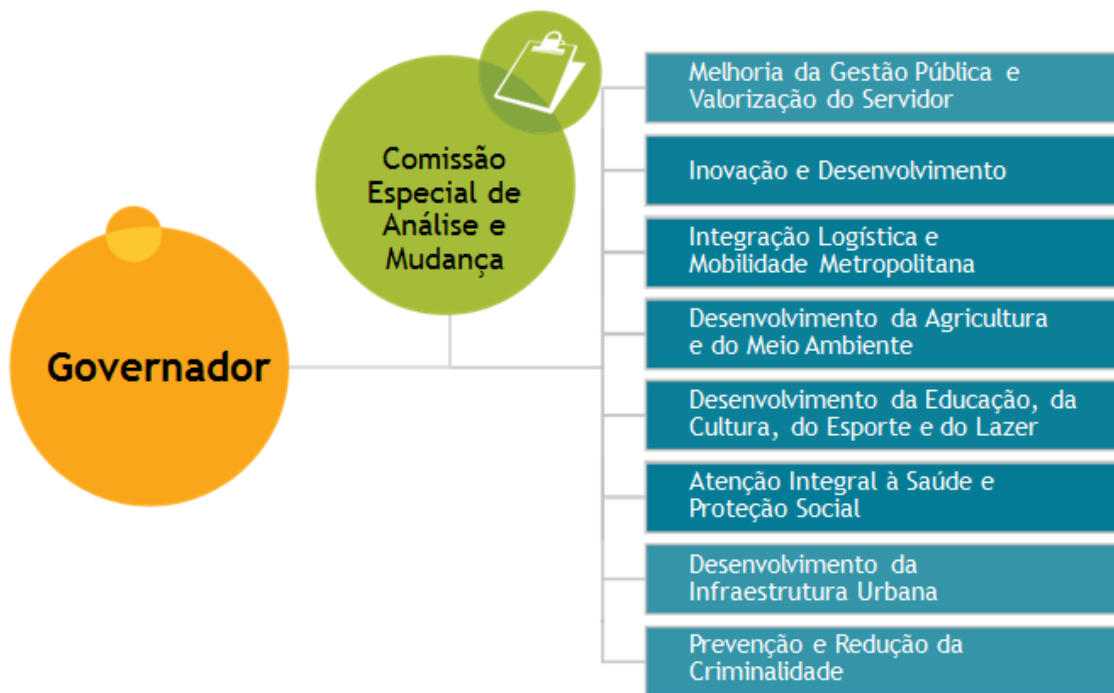 Governador
Comissão
Especial de
Análise e
Mudança
Melhoria da Gestão Pública e
Valorização do Servidor
Inovação e Desenvolvimento
Integração Logística e
Mobilidade Metropolitana
Desenvolvimento da Agricultura
e do Meio Ambiente
Desenvolvimento da Educação, da
Cultura, do Esporte e do Lazer
Atenção Integral à Saúde e
Proteção Social
Desenvolvimento da
Infraestrutura Urbana
Prevenção e Redução da
Criminalidade